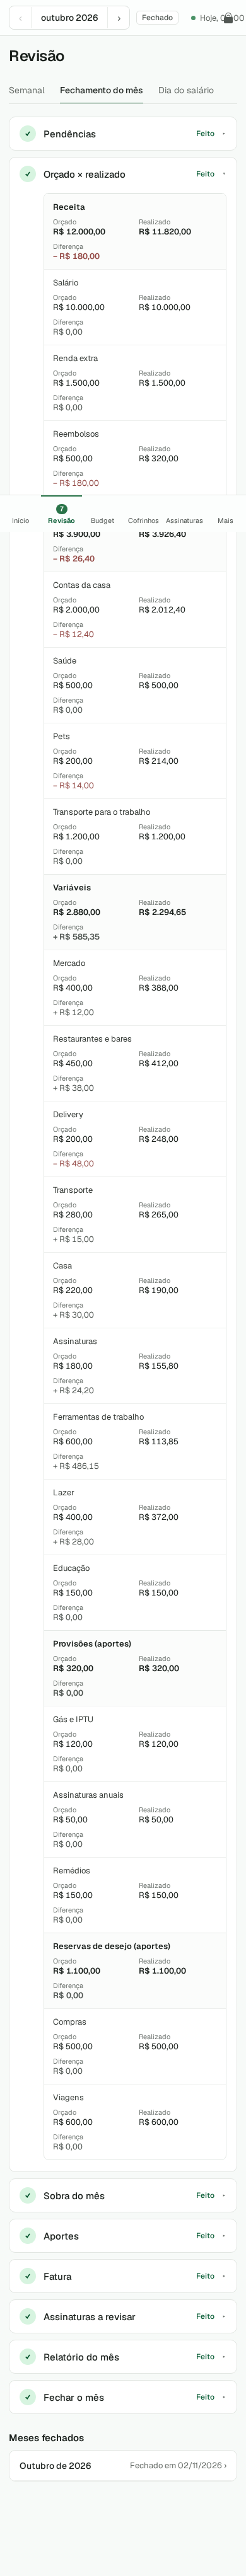 ‹ outubro 2026 › Fechado Hoje, 00
Revisão
Semanal Fechamento do mês Dia do salário
Pendências Feito
Orçado × realizado Feito
Receita
Orçado Realizado
R$ 12.000,00 R$ 11.820,00
Diferença
− R$ 180,00
Salário
Orçado Realizado
R$ 10.000,00 R$ 10.000,00
Diferença
R$ 0,00
Renda extra
Orçado Realizado
R$ 1.500,00 R$ 1.500,00
Diferença
R$ 0,00
Reembolsos
Orçado Realizado
R$ 500,00 R$ 320,00
Diferença
− R$ 180,00
7
Início Revisão Budget Cofrinhos Assinaturas Mais
R$ 3.900,00 R$ 3.926,40
Diferença
− R$ 26,40
Contas da casa
Orçado Realizado
R$ 2.000,00 R$ 2.012,40
Diferença
− R$ 12,40
Saúde
Orçado Realizado
R$ 500,00 R$ 500,00
Diferença
R$ 0,00
Pets
Orçado Realizado
R$ 200,00 R$ 214,00
Diferença
− R$ 14,00
Transporte para o trabalho
Orçado Realizado
R$ 1.200,00 R$ 1.200,00
Diferença
R$ 0,00
Variáveis
Orçado Realizado
R$ 2.880,00 R$ 2.294,65
Diferença
+ R$ 585,35
Mercado
Orçado Realizado
R$ 400,00 R$ 388,00
Diferença
+ R$ 12,00
Restaurantes e bares
Orçado Realizado
R$ 450,00 R$ 412,00
Diferença
+ R$ 38,00
Delivery
Orçado Realizado
R$ 200,00 R$ 248,00
Diferença
− R$ 48,00
Transporte
Orçado Realizado
R$ 280,00 R$ 265,00
Diferença
+ R$ 15,00
Casa
Orçado Realizado
R$ 220,00 R$ 190,00
Diferença
+ R$ 30,00
Assinaturas
Orçado Realizado
R$ 180,00 R$ 155,80
Diferença
+ R$ 24,20
Ferramentas de trabalho
Orçado Realizado
R$ 600,00 R$ 113,85
Diferença
+ R$ 486,15
Lazer
Orçado Realizado
R$ 400,00 R$ 372,00
Diferença
+ R$ 28,00
Educação
Orçado Realizado
R$ 150,00 R$ 150,00
Diferença
R$ 0,00
Provisões (aportes)
Orçado Realizado
R$ 320,00 R$ 320,00
Diferença
R$ 0,00
Gás e IPTU
Orçado Realizado
R$ 120,00 R$ 120,00
Diferença
R$ 0,00
Assinaturas anuais
Orçado Realizado
R$ 50,00 R$ 50,00
Diferença
R$ 0,00
Remédios
Orçado Realizado
R$ 150,00 R$ 150,00
Diferença
R$ 0,00
Reservas de desejo (aportes)
Orçado Realizado
R$ 1.100,00 R$ 1.100,00
Diferença
R$ 0,00
Compras
Orçado Realizado
R$ 500,00 R$ 500,00
Diferença
R$ 0,00
Viagens
Orçado Realizado
R$ 600,00 R$ 600,00
Diferença
R$ 0,00
Sobra do mês Feito
Aportes Feito
Fatura Feito
Assinaturas a revisar Feito
Relatório do mês Feito
Fechar o mês Feito
Meses fechados
Outubro de 2026 Fechado em 02/11/2026 ›